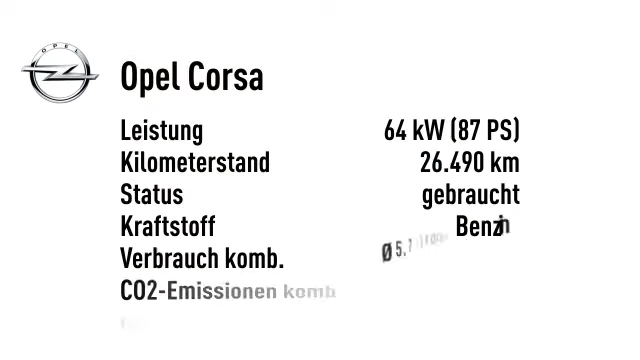 OPEL
Opel Corsa
Leistung 64 kW (87 PS)
Kilometerstand 26.490 km
Status gebraucht
Kraftstoff Benzin
Verbrauch komb. Ø 5.
CO2-Emissionen komb